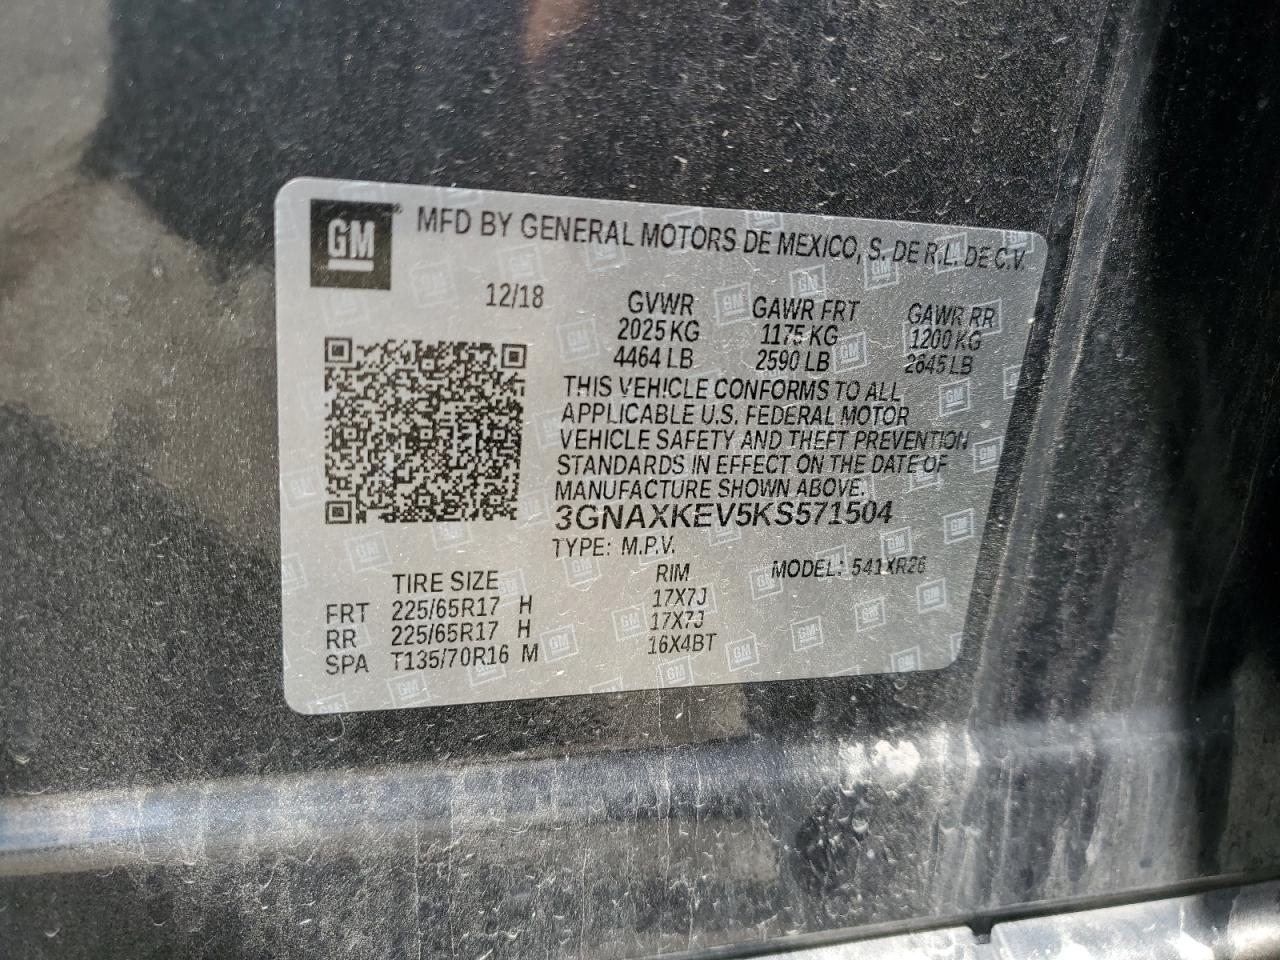 GM® MFD BY GENERAL MOTORS DE MEXICO, S. DE R.L. DE C.V.
12/18 GVWR GAWR FRT GAWR RR
2025 KG 1175 KG 1200 KG
4464 LB 2590 LB 2645 LB
THIS VEHICLE CONFORMS TO ALL
APPLICABLE U.S. FEDERAL MOTOR
VEHICLE SAFETY AND THEFT PREVENTION
STANDARDS IN EFFECT ON THE DATE OF
MANUFACTURE SHOWN ABOVE.
3GNAXKEV5KS571504
TYPE: M.P.V. MODEL: 541XR26
TIRE SIZE RIM
FRT 225/65R17 H 17X7J
RR 225/65R17 H 17X7J
SPA T135/70R16 M 16X4BT